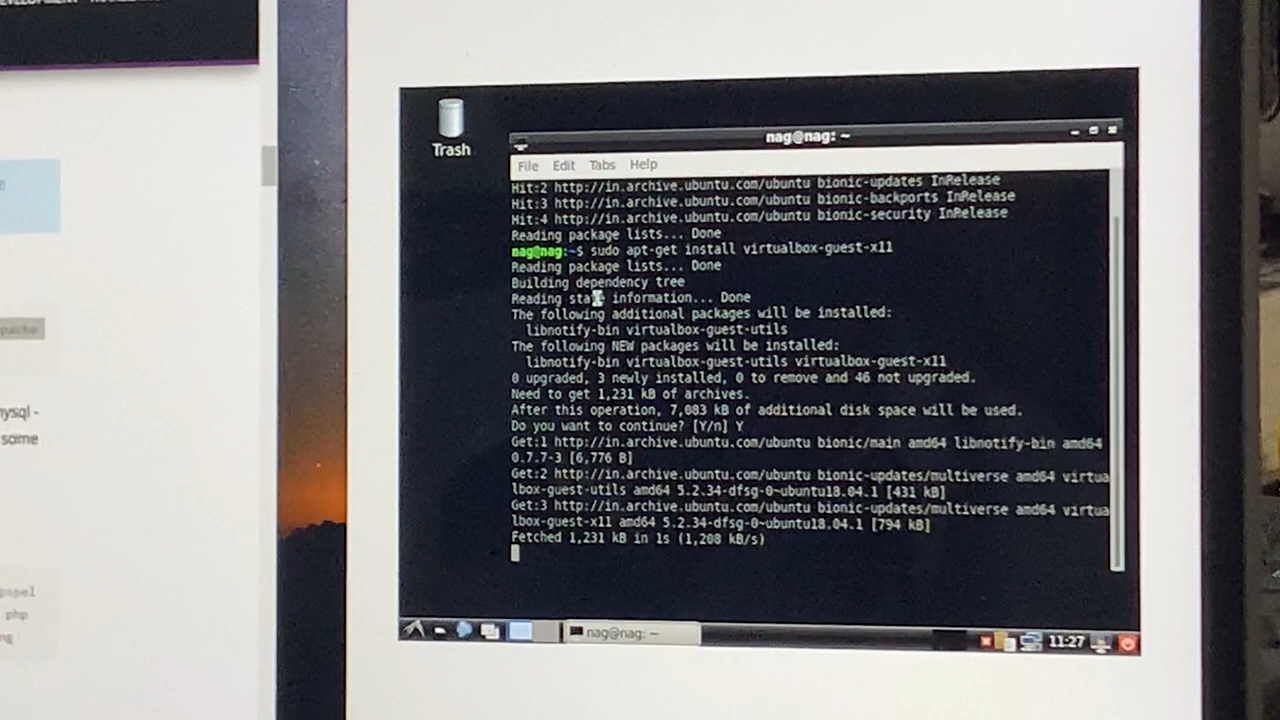 Trash
nag@nag: ~
File Edit Tabs Help
Hit:2 http://in.archive.ubuntu.com/ubuntu bionic-updates InRelease
Hit:3 http://in.archive.ubuntu.com/ubuntu bionic-backports InRelease
Hit:4 http://in.archive.ubuntu.com/ubuntu bionic-security InRelease
Reading package lists... Done
nag@nag:~$ sudo apt-get install virtualbox-guest-x11
Reading package lists... Done
Building dependency tree
Reading state information... Done
The following additional packages will be installed:
libnotify-bin virtualbox-guest-utils
The following NEW packages will be installed:
libnotify-bin virtualbox-guest-utils virtualbox-guest-x11
0 upgraded, 3 newly installed, 0 to remove and 46 not upgraded.
Need to get 1,231 kB of archives.
After this operation, 7,083 kB of additional disk space will be used.
Do you want to continue? [Y/n] Y
Get:1 http://in.archive.ubuntu.com/ubuntu bionic/main amd64 libnotify-bin amd64
0.7.7-3 [6,776 B]
Get:2 http://in.archive.ubuntu.com/ubuntu bionic-updates/multiverse amd64 virtua
lbox-guest-utils amd64 5.2.34-dfsg-0~ubuntu18.04.1 [431 kB]
Get:3 http://in.archive.ubuntu.com/ubuntu bionic-updates/multiverse amd64 virtua
lbox-guest-x11 amd64 5.2.34-dfsg-0~ubuntu18.04.1 [794 kB]
Fetched 1,231 kB in 1s (1,208 kB/s)
nag@nag: ~
11:27
some
php